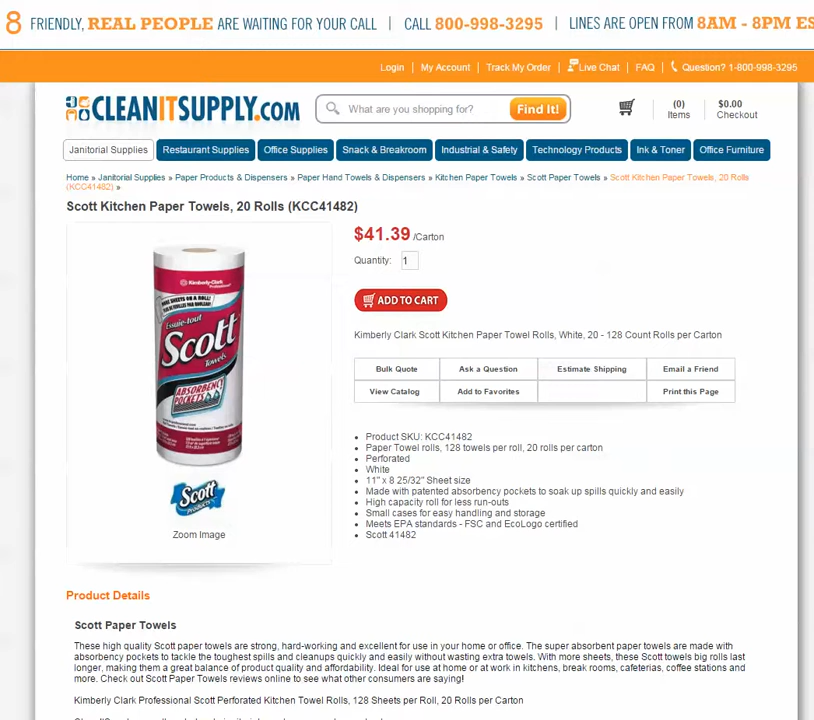 8 FRIENDLY, REAL PEOPLE ARE WAITING FOR YOUR CALL | CALL 800-998-3295 | LINES ARE OPEN FROM 8AM - 8PM ES
Login | My Account | Track My Order | Live Chat | FAQ | Question? 1-800-998-3295
CLEANITSUPPLY.COM
What are you shopping for?
Find It!
(0)
Items
$0.00
Checkout
Janitorial Supplies
Restaurant Supplies
Office Supplies
Snack & Breakroom
Industrial & Safety
Technology Products
Ink & Toner
Office Furniture
Home » Janitorial Supplies » Paper Products & Dispensers » Paper Hand Towels & Dispensers » Kitchen Paper Towels » Scott Paper Towels » Scott Kitchen Paper Towels, 20 Rolls
(KCC41482) »
Scott Kitchen Paper Towels, 20 Rolls (KCC41482)
Kimberly-Clark
Professional
MORE SHEETS ON A ROLL!
Essuie-tout
Scott
Towels
ABSORBENCY
POCKETS
Scott
Products
Zoom Image
$41.39 /Carton
Quantity: 1
ADD TO CART
Kimberly Clark Scott Kitchen Paper Towel Rolls, White, 20 - 128 Count Rolls per Carton
Bulk Quote
Ask a Question
Estimate Shipping
Email a Friend
View Catalog
Add to Favorites
Print this Page
• Product SKU: KCC41482
• Paper Towel rolls, 128 towels per roll, 20 rolls per carton
• Perforated
• White
• 11" x 8 25/32" Sheet size
• Made with patented absorbency pockets to soak up spills quickly and easily
• High capacity roll for less run-outs
• Small cases for easy handling and storage
• Meets EPA standards - FSC and EcoLogo certified
• Scott 41482
Product Details
Scott Paper Towels
These high quality Scott paper towels are strong, hard-working and excellent for use in your home or office. The super absorbent paper towels are made with
absorbency pockets to tackle the toughest spills and cleanups quickly and easily without wasting extra towels. With more sheets, these Scott towels big rolls last
longer, making them a great balance of product quality and affordability. Ideal for use at home or at work in kitchens, break rooms, cafeterias, coffee stations and
more. Check out Scott Paper Towels reviews online to see what other consumers are saying!
Kimberly Clark Professional Scott Perforated Kitchen Towel Rolls, 128 Sheets per Roll, 20 Rolls per Carton